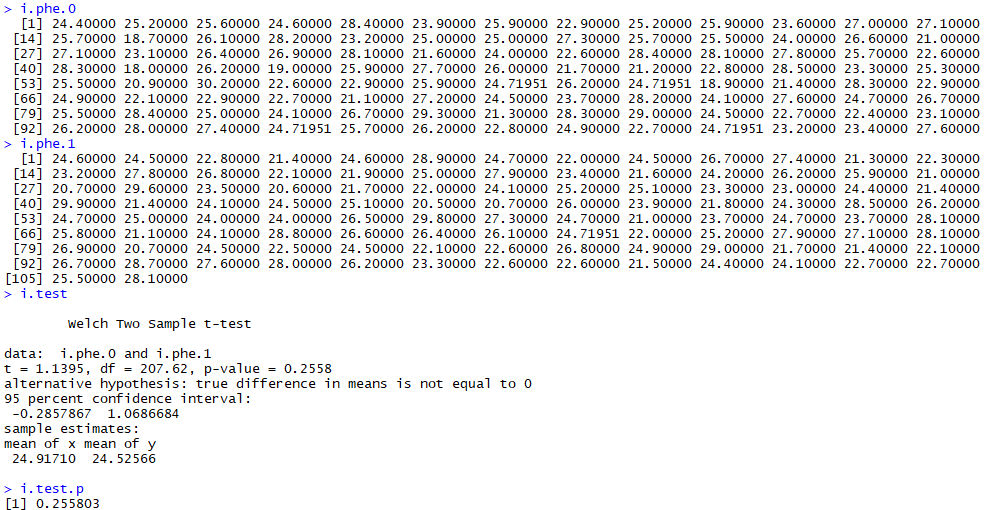 > i.phe.0
[1] 24.40000 25.20000 25.60000 24.60000 28.40000 23.90000 25.90000 22.90000 25.20000 25.90000 23.60000 27.00000 27.10000
[14] 25.70000 18.70000 26.10000 28.20000 23.20000 25.00000 25.00000 27.30000 25.70000 25.50000 24.00000 26.60000 21.00000
[27] 27.10000 23.10000 26.40000 26.90000 28.10000 21.60000 24.00000 22.60000 28.40000 28.10000 27.80000 25.70000 22.60000
[40] 28.30000 18.00000 26.20000 19.00000 25.90000 27.70000 26.00000 21.70000 21.20000 22.80000 28.50000 23.30000 25.30000
[53] 25.50000 20.90000 30.20000 22.60000 22.90000 25.90000 24.71951 26.20000 24.71951 18.90000 21.40000 28.30000 22.90000
[66] 24.90000 22.10000 22.90000 22.70000 21.10000 27.20000 24.50000 23.70000 28.20000 24.10000 27.60000 24.70000 26.70000
[79] 25.50000 28.40000 25.00000 24.10000 26.70000 29.30000 21.30000 28.30000 29.00000 24.50000 22.70000 22.40000 23.10000
[92] 26.20000 28.00000 27.40000 24.71951 25.70000 26.20000 22.80000 24.90000 22.70000 24.71951 23.20000 23.40000 27.60000
> i.phe.1
[1] 24.60000 24.50000 22.80000 21.40000 24.60000 28.90000 24.70000 22.00000 24.50000 26.70000 27.40000 21.30000 22.30000
[14] 23.20000 27.80000 26.80000 22.10000 21.90000 25.00000 27.90000 23.40000 21.60000 24.20000 26.20000 25.90000 21.00000
[27] 20.70000 29.60000 23.50000 20.60000 21.70000 22.00000 24.10000 25.20000 25.10000 23.30000 23.00000 24.40000 21.40000
[40] 29.90000 21.40000 24.10000 24.50000 25.10000 20.50000 20.70000 26.00000 23.90000 21.80000 24.30000 28.50000 26.20000
[53] 24.70000 25.00000 24.00000 24.00000 26.50000 29.80000 27.30000 24.70000 21.00000 23.70000 24.70000 23.70000 28.10000
[66] 25.80000 21.10000 24.10000 28.80000 26.60000 26.40000 26.10000 24.71951 22.00000 25.20000 27.90000 27.10000 28.10000
[79] 26.90000 20.70000 24.50000 22.50000 24.50000 22.10000 22.60000 26.80000 24.90000 29.00000 21.70000 21.40000 22.10000
[92] 26.70000 28.70000 27.60000 28.00000 26.20000 23.30000 22.60000 22.60000 21.50000 24.40000 24.10000 22.70000 22.70000
[105] 25.50000 28.10000
> i.test
Welch Two Sample t-test
data:  i.phe.0 and i.phe.1
t = 1.1395, df = 207.62, p-value = 0.2558
alternative hypothesis: true difference in means is not equal to 0
95 percent confidence interval:
-0.2857867  1.0686684
sample estimates:
mean of x mean of y
24.91710  24.52566
> i.test.p
[1] 0.255803